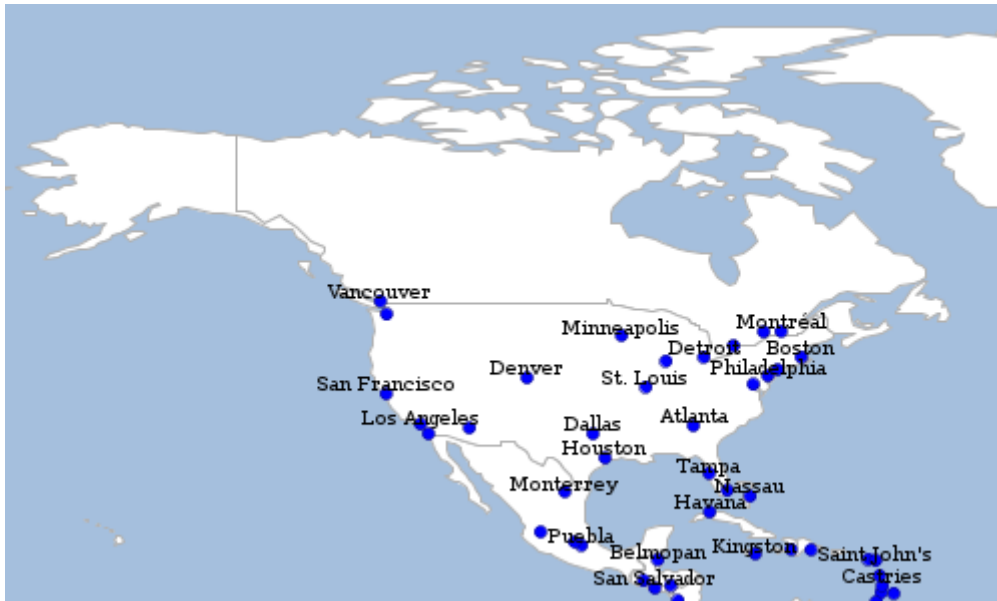 Vancouver
Minneapolis
Montréal
Detroit
Boston
Denver
Philadelphia
St. Louis
San Francisco
Los Angeles
Dallas
Atlanta
Houston
Tampa
Monterrey
Nassau
Havana
Puebla
Kingston
Belmopan
Saint John's
San Salvador
Castries